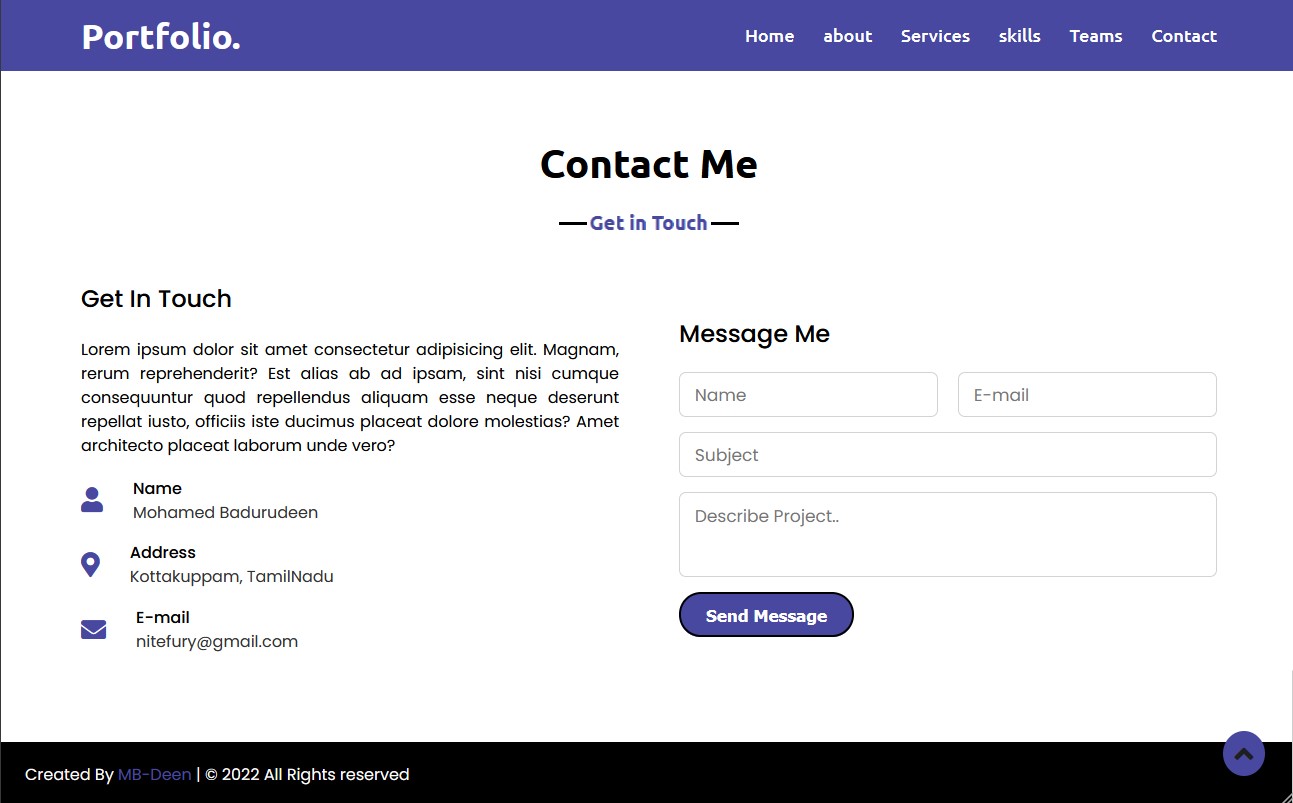 Portfolio.
Home about Services skills Teams Contact
Contact Me
Get in Touch
Get In Touch
Lorem ipsum dolor sit amet consectetur adipisicing elit. Magnam,
rerum reprehenderit? Est alias ab ad ipsam, sint nisi cumque
consequuntur quod repellendus aliquam esse neque deserunt
repellat iusto, officiis iste ducimus placeat dolore molestias? Amet
architecto placeat laborum unde vero?
Name
Mohamed Badurudeen
Address
Kottakuppam, TamilNadu
E-mail
nitefury@gmail.com
Message Me
Name E-mail
Subject
Describe Project..
Send Message
Created By MB-Deen | © 2022 All Rights reserved